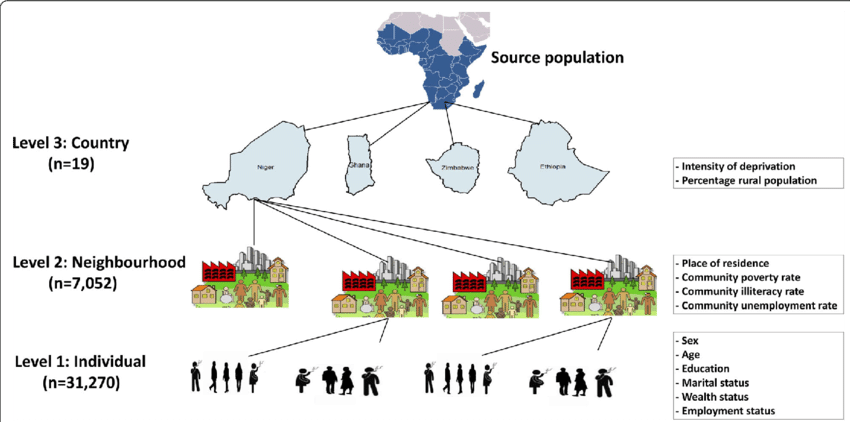 Source population
Level 3: Country
(n=19)
Niger
Ghana
Zimbabwe
Ethiopia
- Intensity of deprivation
- Percentage rural population
Level 2: Neighbourhood
(n=7,052)
- Place of residence
- Community poverty rate
- Community illiteracy rate
- Community unemployment rate
Level 1: Individual
(n=31,270)
- Sex
- Age
- Education
- Marital status
- Wealth status
- Employment status